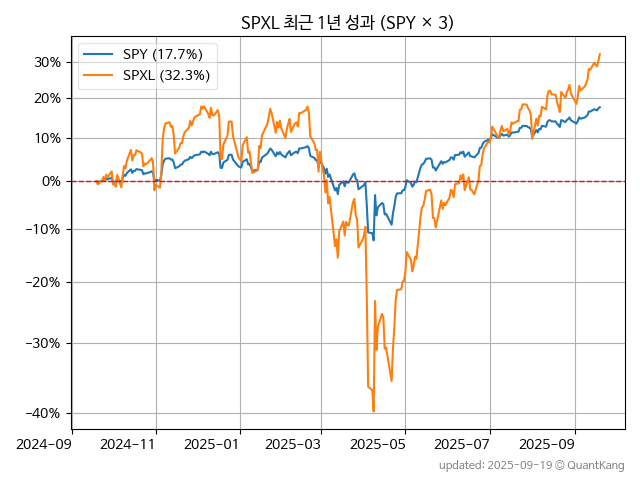 SPXL 최근 1년 성과 (SPY × 3)
SPY (17.7%)
SPXL (32.3%)
30%
20%
10%
0%
−10%
−20%
−30%
−40%
2024−09 2024−11 2025−01 2025−03 2025−05 2025−07 2025−09
updated: 2025-09-19 © QuantKang